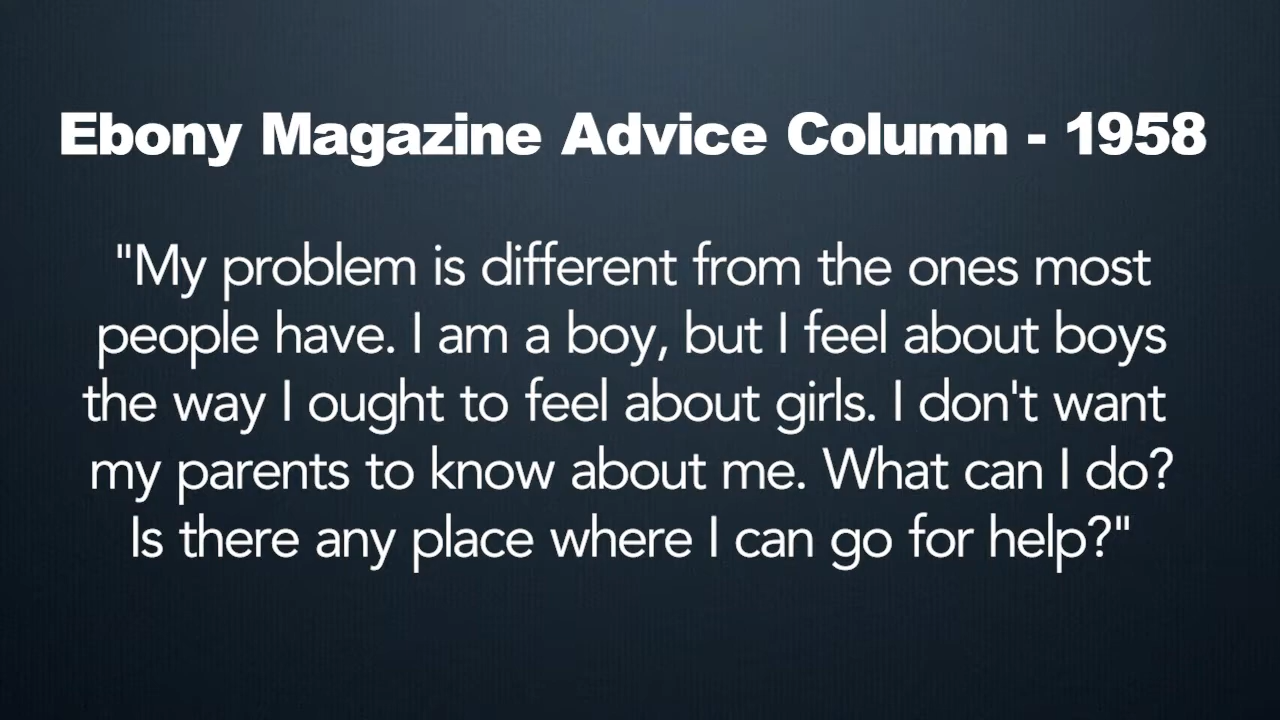 Ebony Magazine Advice Column - 1958
"My problem is different from the ones most
people have. I am a boy, but I feel about boys
the way I ought to feel about girls. I don't want
my parents to know about me. What can I do?
Is there any place where I can go for help?"